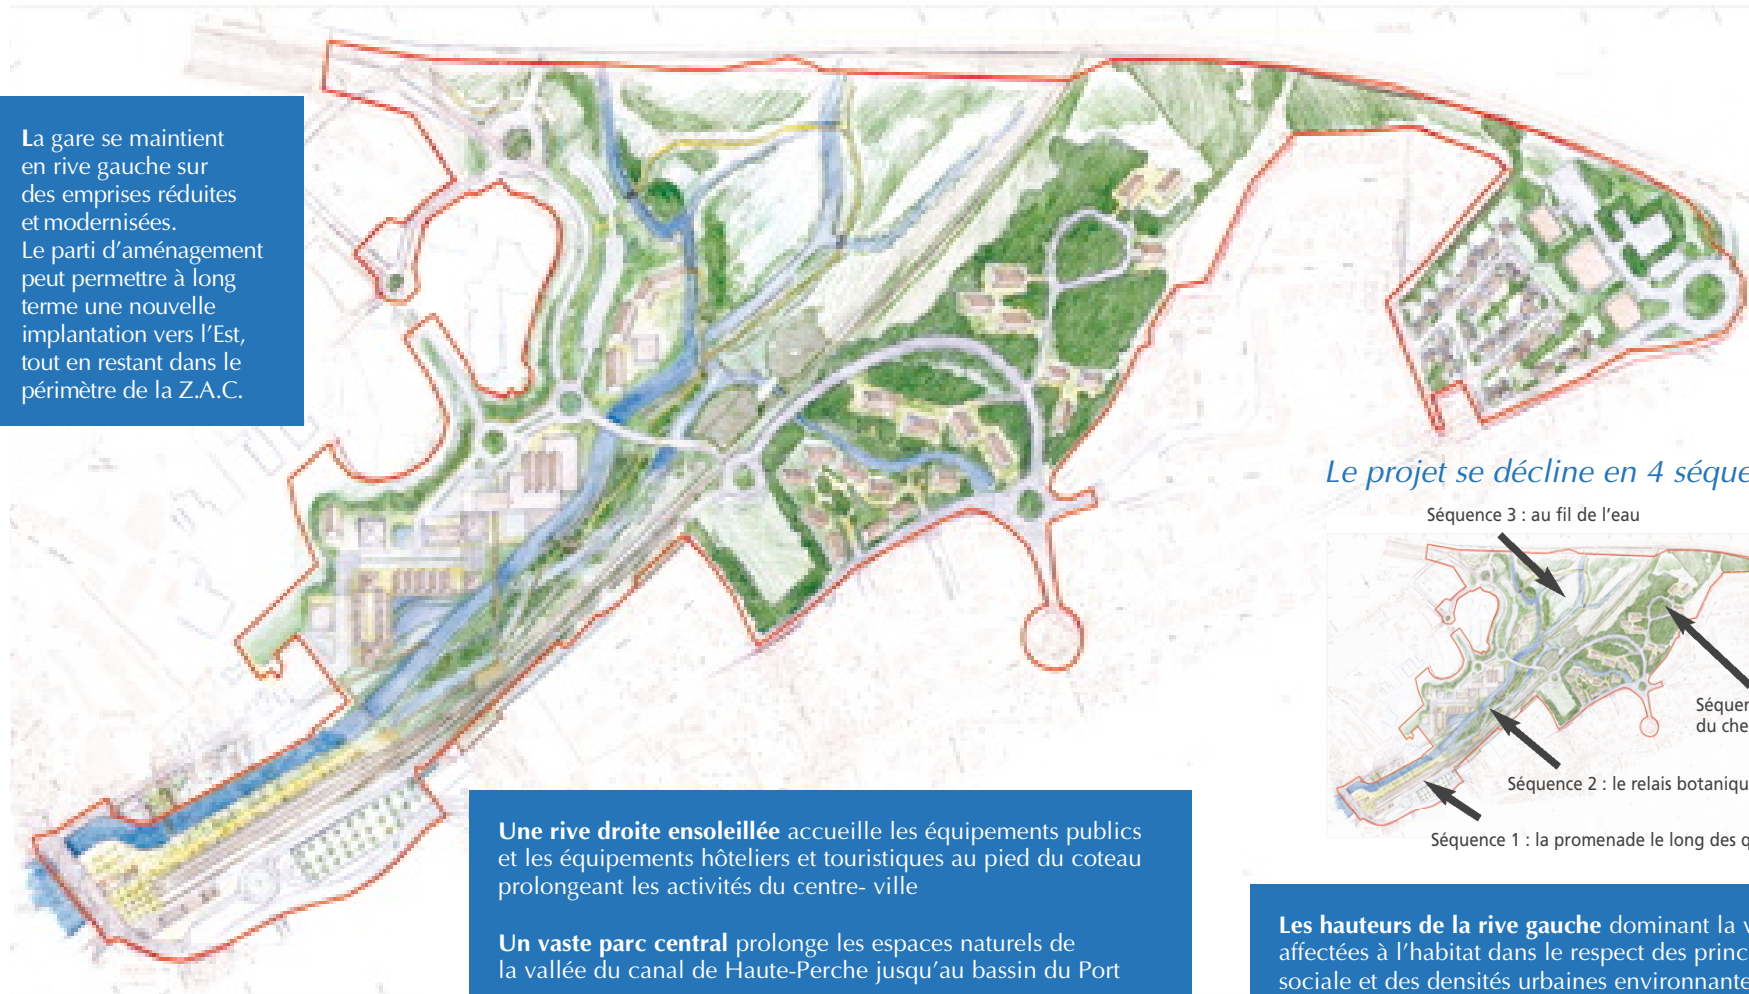 La gare se maintient
en rive gauche sur
des emprises réduites
et modernisées.
Le parti d’aménagement
peut permettre à long
terme une nouvelle
implantation vers l’Est,
tout en restant dans le
périmètre de la Z.A.C.
Le projet se décline en 4
Séquence 3 : au fil de l’eau
du
Séquence 2 : le relais
Séquence 1 : la promenade le long des
Une rive droite ensoleillée accueille les équipements publics
et les équipements hôteliers et touristiques au pied du coteau
prolongeant les activités du centre- ville
Un vaste parc central prolonge les espaces naturels de
la vallée du canal de Haute-Perche jusqu’au bassin du Port
Les hauteurs de la rive gauche dominant la
affectées à l’habitat dans le respect des
sociale et des densités urbaines